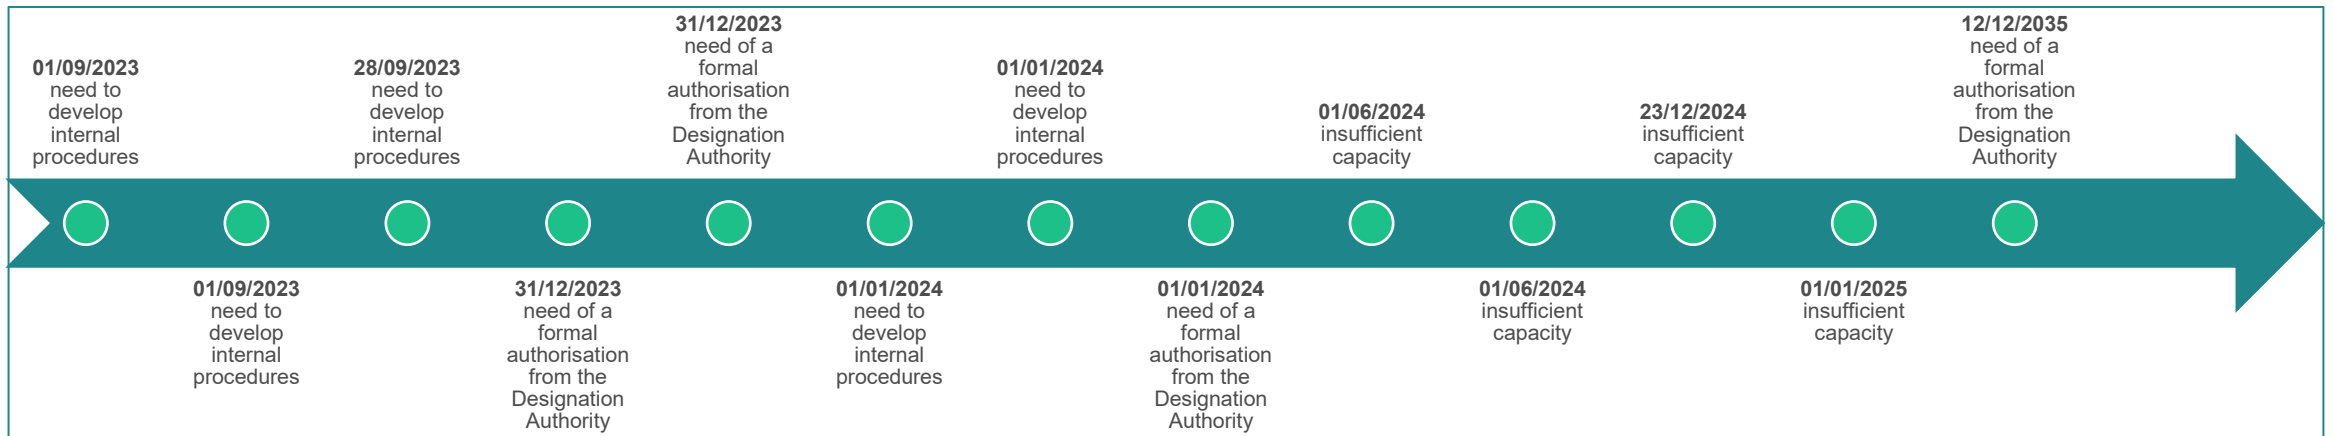 01/09/2023
need to
develop
internal
procedures
01/09/2023
need to
develop
internal
procedures
28/09/2023
need to
develop
internal
procedures
31/12/2023
need of a
formal
authorisation
from the
Designation
Authority
31/12/2023
need of a
formal
authorisation
from the
Designation
Authority
01/01/2024
need to
develop
internal
procedures
01/01/2024
need to
develop
internal
procedures
01/01/2024
need of a
formal
authorisation
from the
Designation
Authority
01/06/2024
insufficient
capacity
01/06/2024
insufficient
capacity
23/12/2024
insufficient
capacity
01/01/2025
insufficient
capacity
12/12/2035
need of a
formal
authorisation
from the
Designation
Authority